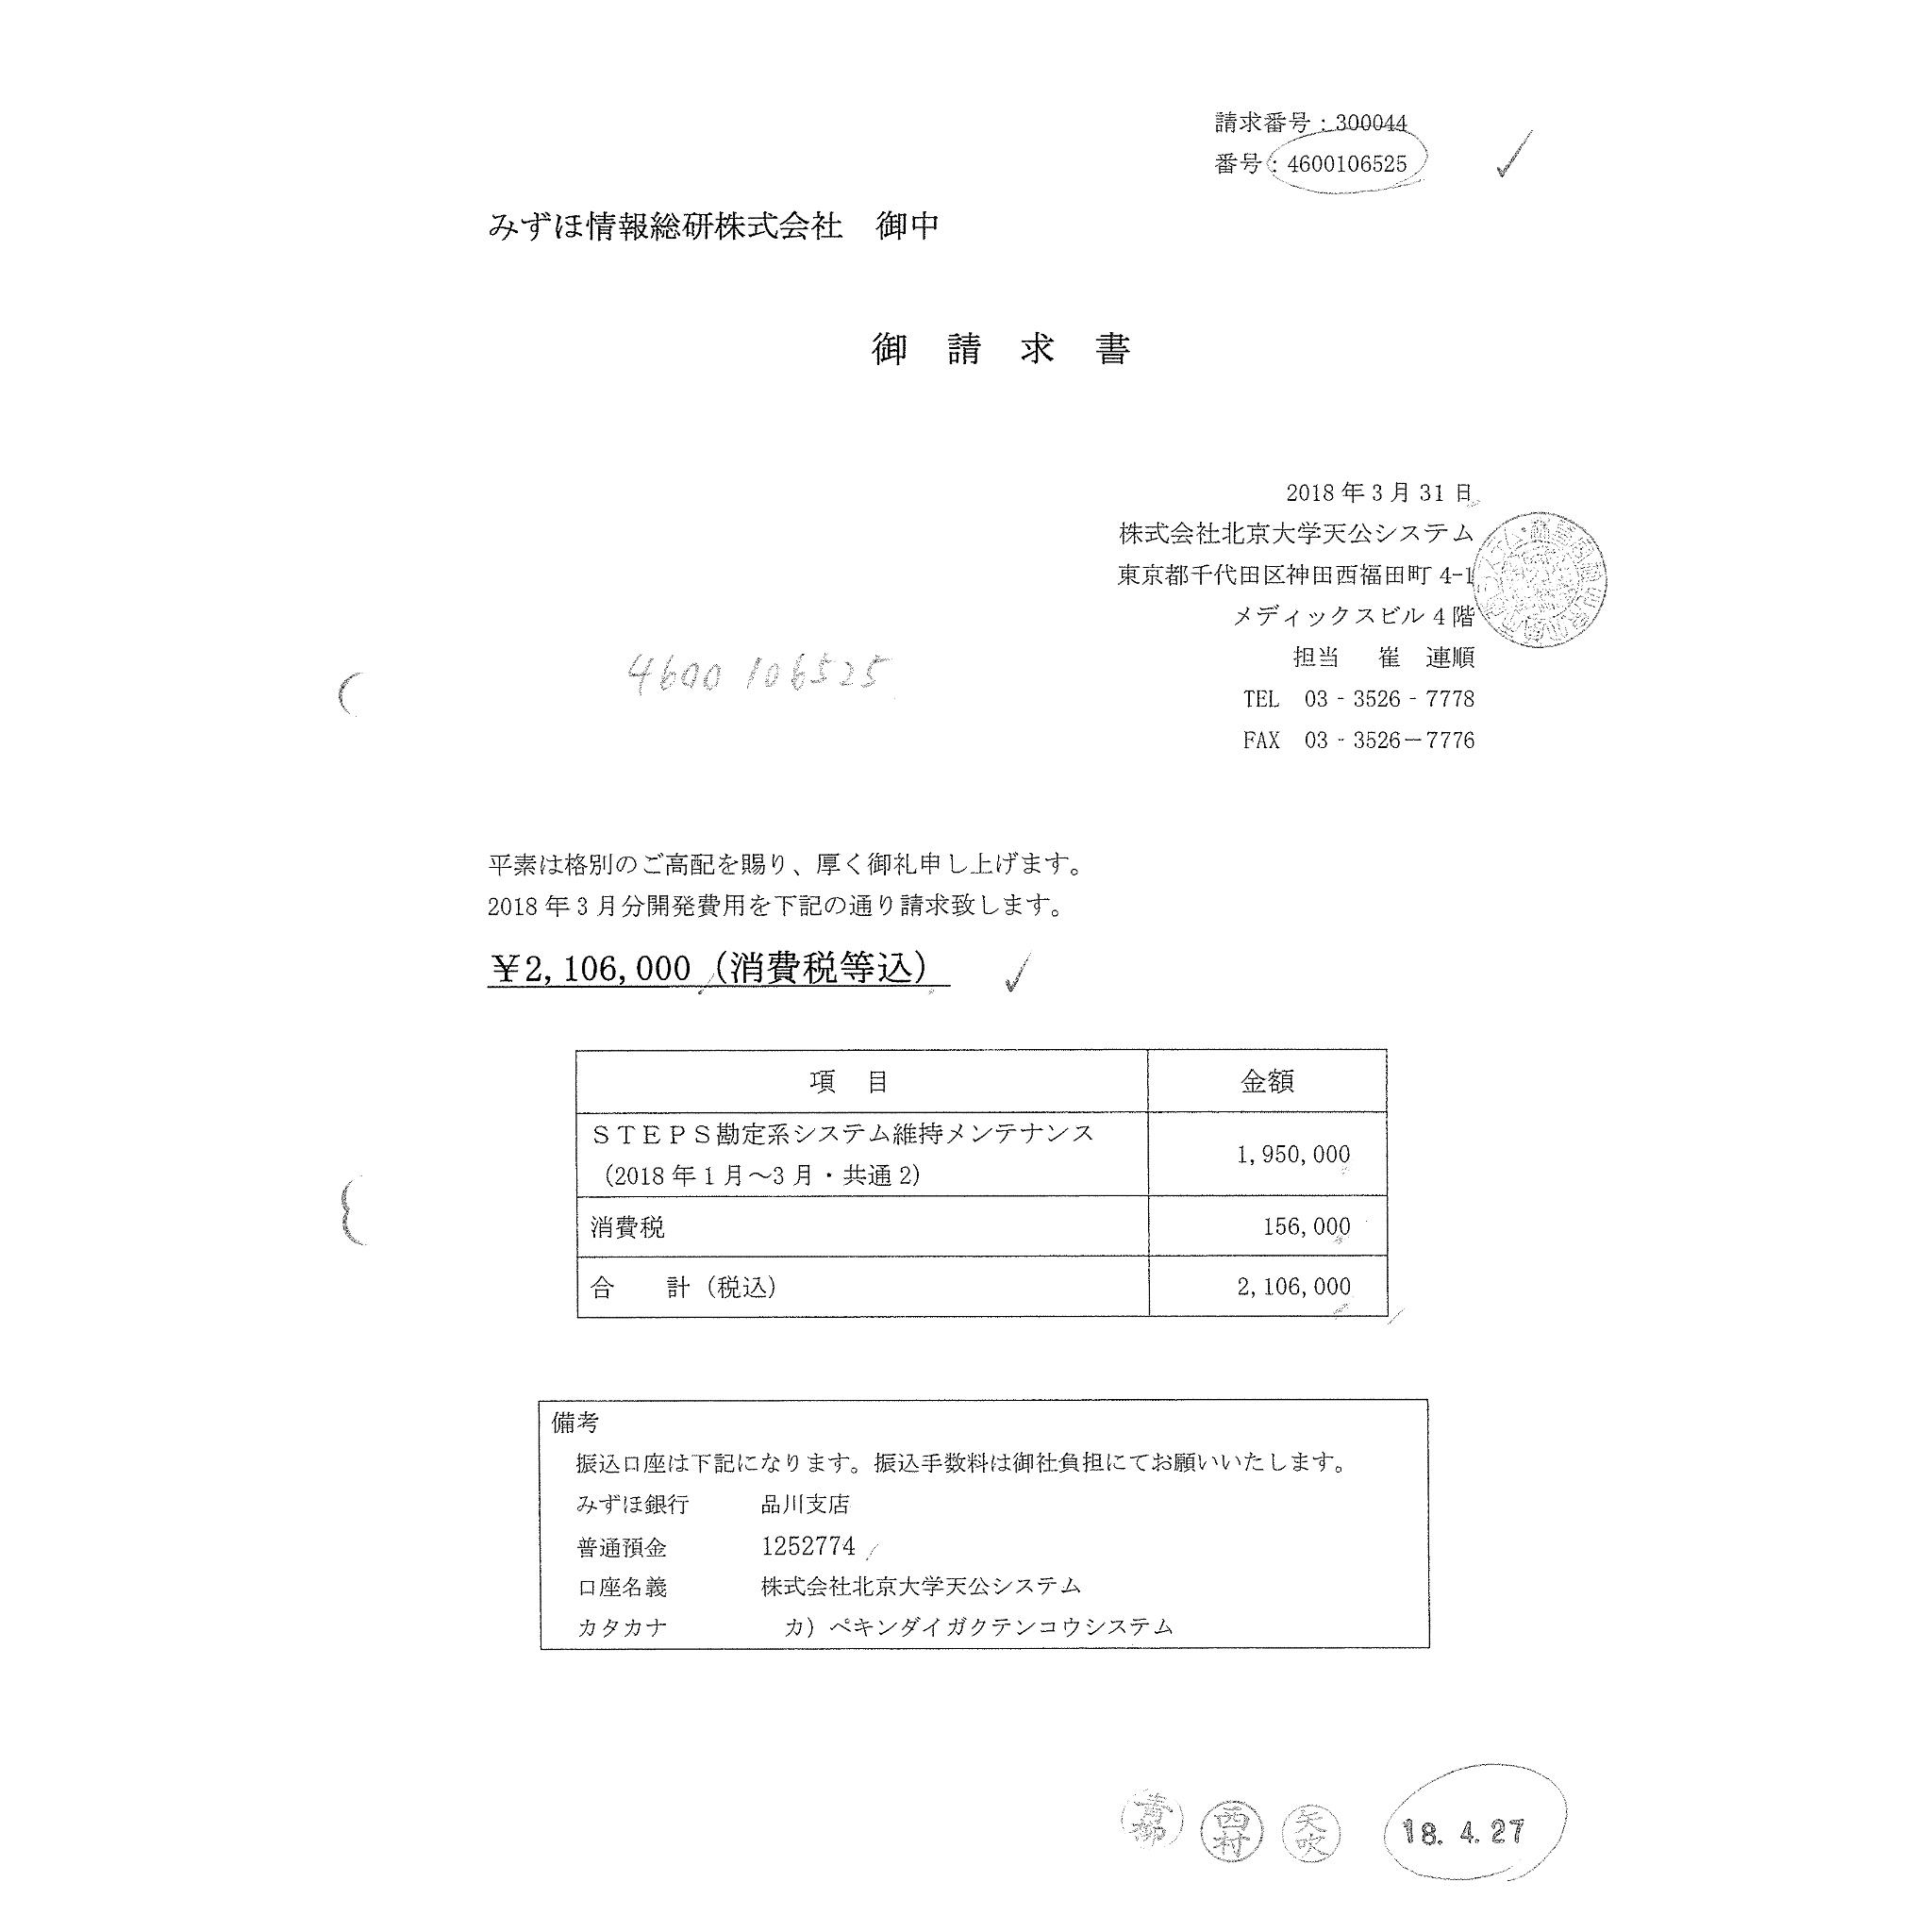 請求番号：300044
番号：4600106525
みずほ情報総研株式会社　御中
御　請　求　書
2018 年 3 月 31 日
株式会社北京大学天公システム
東京都千代田区神田西福田町 4-1
メディックスビル 4 階
担当　崔　連順
TEL　03‐3526‐7778
FAX　03‐3526－7776
4600 106525
平素は格別のご高配を賜り、厚く御礼申し上げます。
2018 年 3 月分開発費用を下記の通り請求致します。
￥2,106,000（消費税等込）
項　目　金額
ＳＴＥＰＳ勘定系システム維持メンテナンス
（2018 年 1 月～3 月・共通 2）　1,950,000
消費税　156,000
合　　計（税込）　2,106,000
備考
振込口座は下記になります。振込手数料は御社負担にてお願いいたします。
みずほ銀行　品川支店
普通預金　1252774
口座名義　株式会社北京大学天公システム
カタカナ　カ）ペキンダイガクテンコウシステム
青柳　西村　矢吹　18. 4. 27